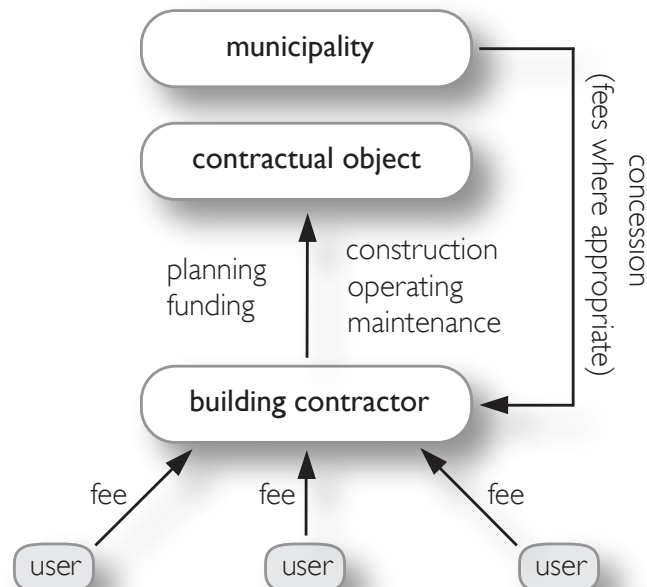 municipality
concession
(fees where appropriate)
contractual object
planning
funding
construction
operating
maintenance
building contractor
fee
fee
fee
user
user
user